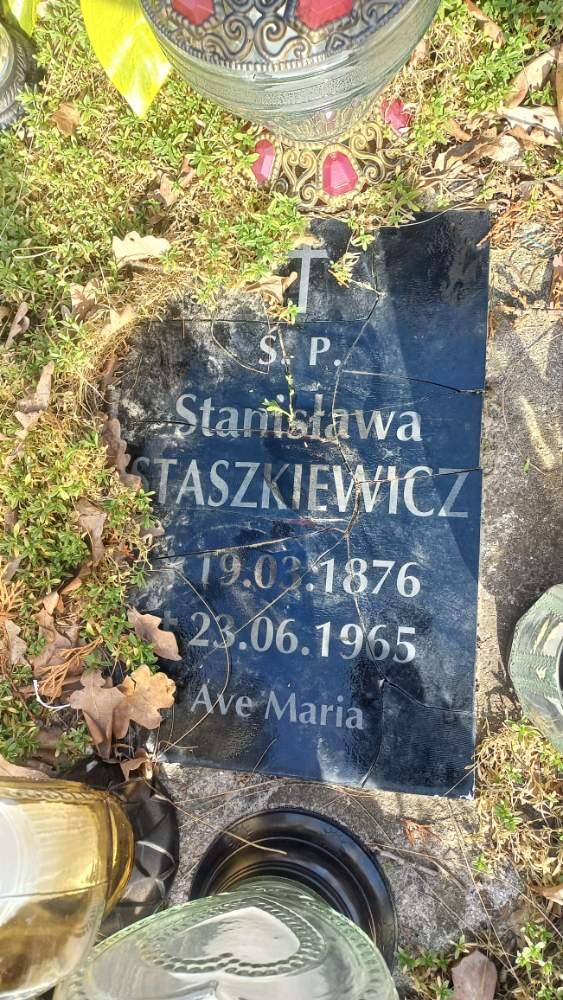 S. P.
Stanisława
STASZKIEWICZ
19.03.1876
† 23.06.1965
Ave Maria